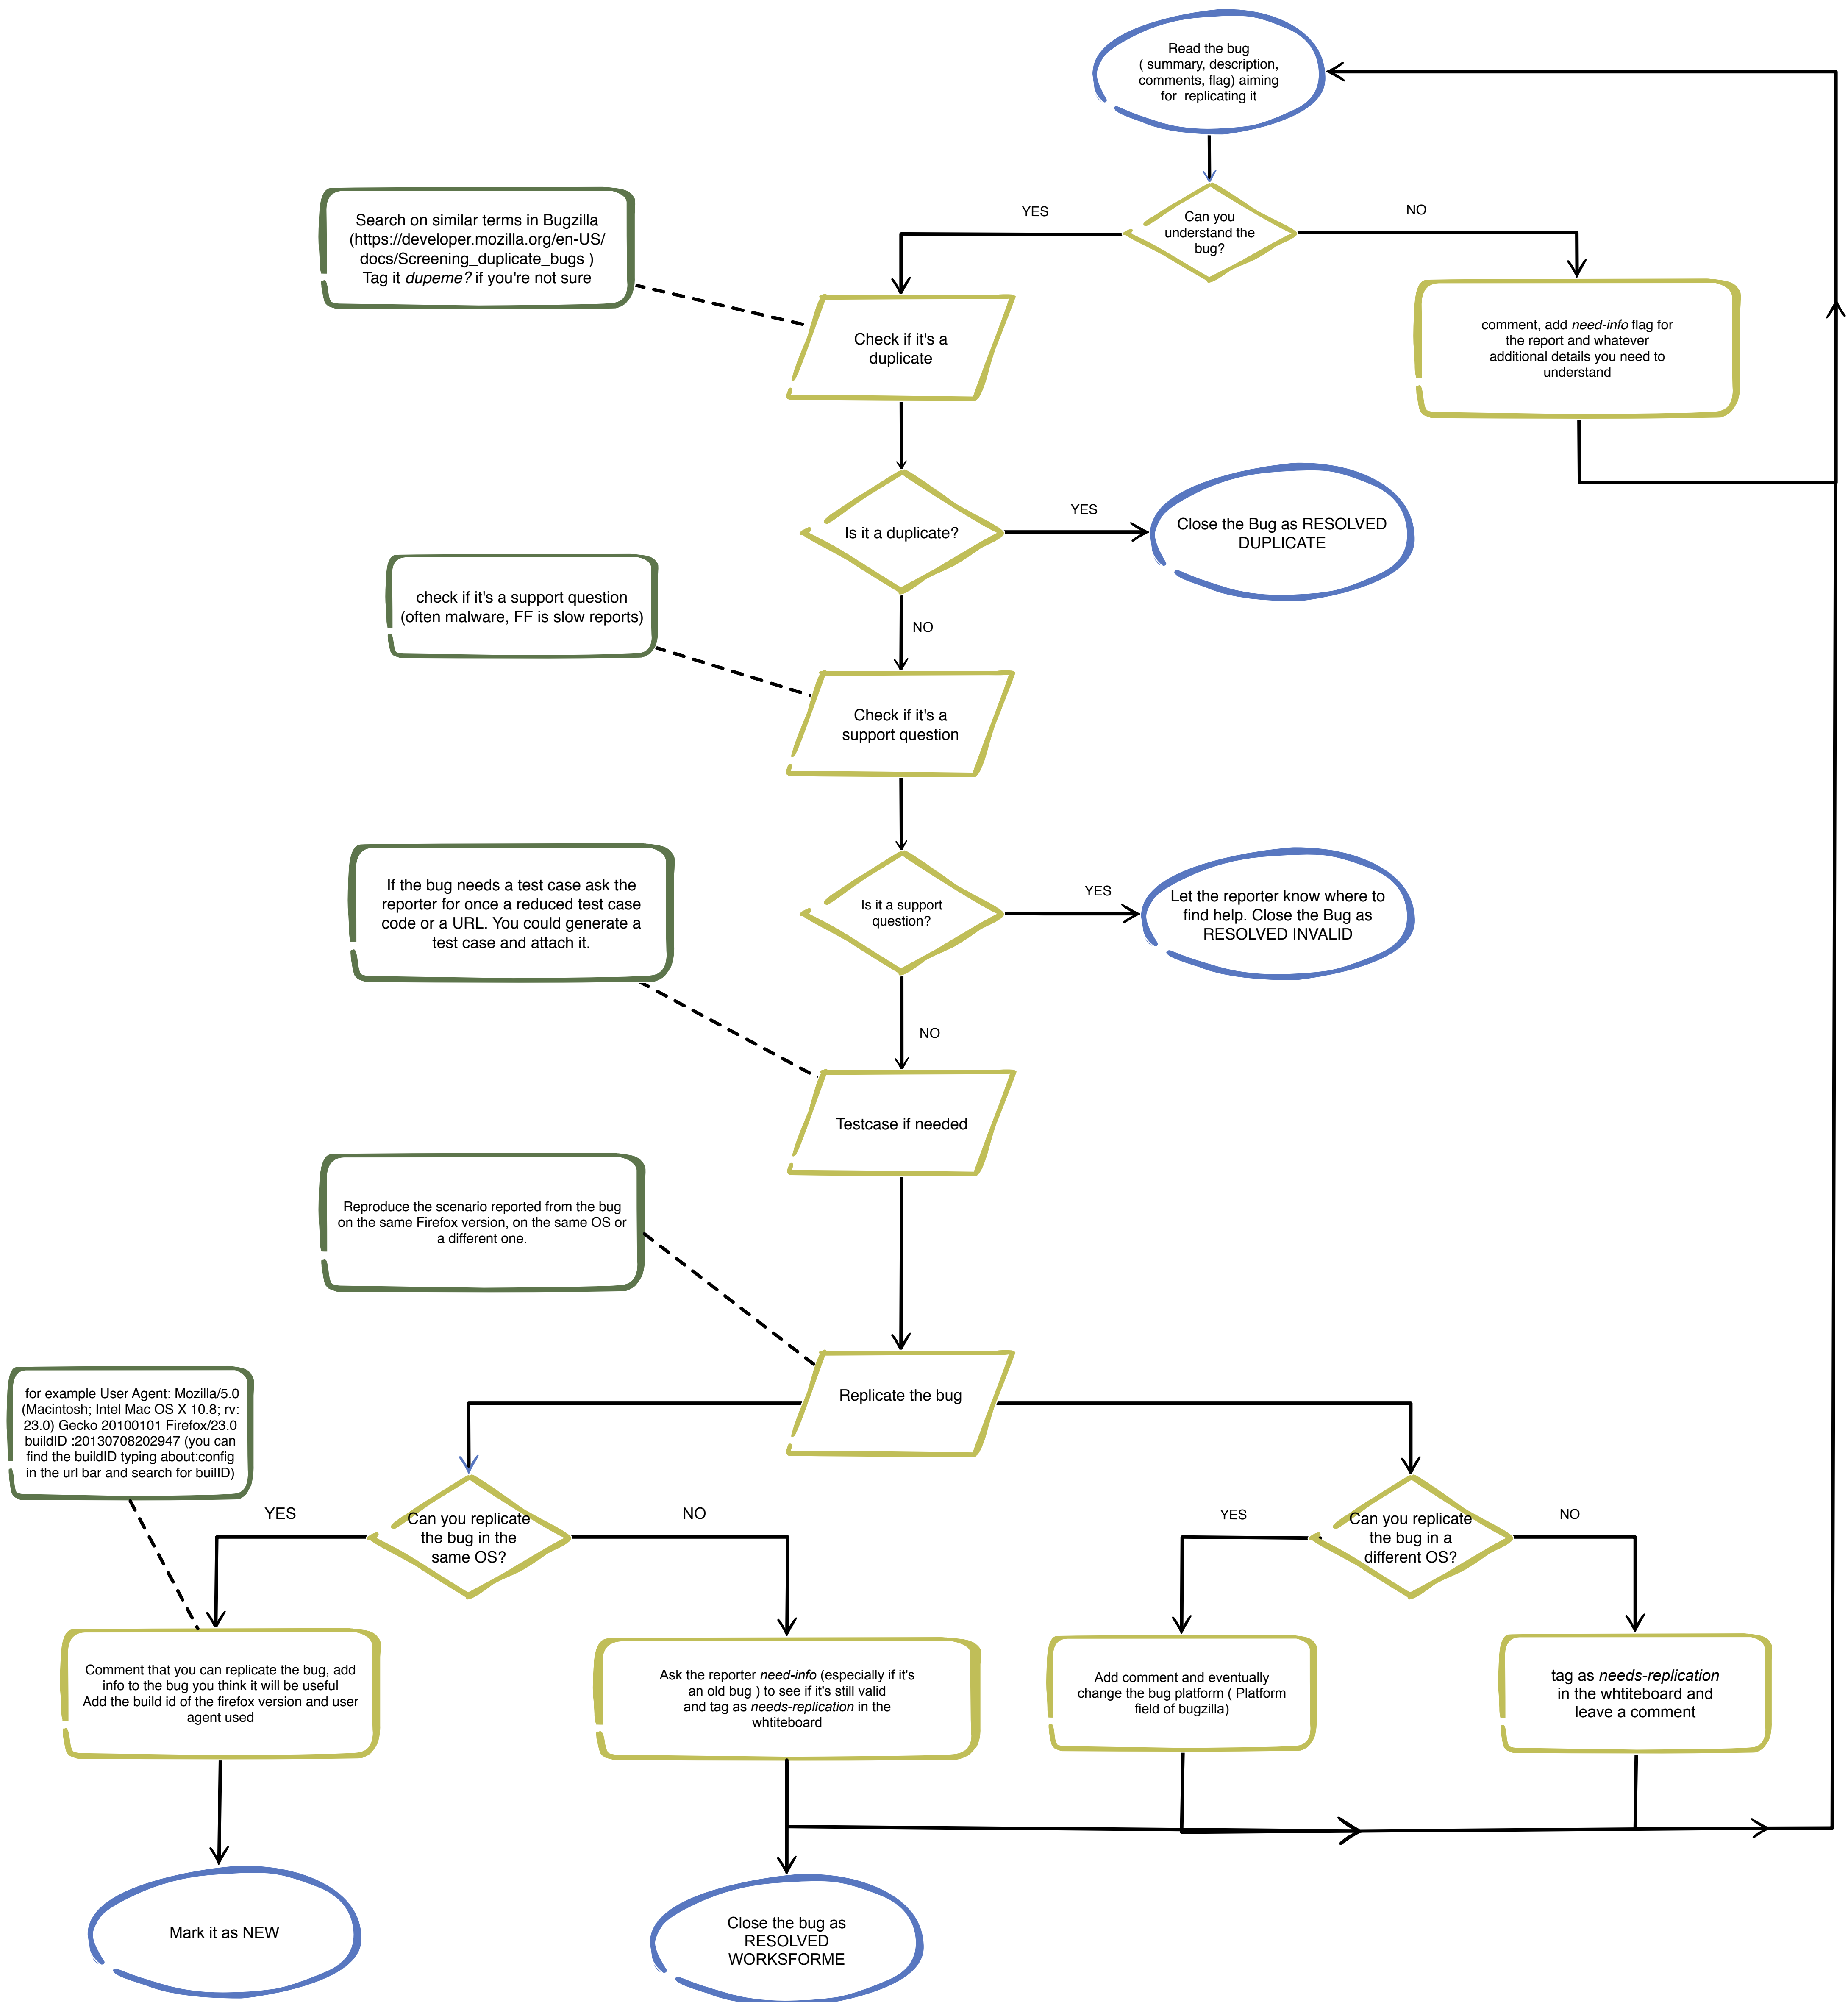 Read the bug
( summary, description,
comments, flag) aiming
for replicating it
Can you
understand the
bug?
YES
NO
Search on similar terms in Bugzilla
(https://developer.mozilla.org/en-US/
docs/Screening_duplicate_bugs )
Tag it dupeme? if you're not sure
Check if it's a
duplicate
comment, add need-info flag for
the report and whatever
additional details you need to
understand
Is it a duplicate?
YES
Close the Bug as RESOLVED
DUPLICATE
NO
check if it's a support question
(often malware, FF is slow reports)
Check if it's a
support question
If the bug needs a test case ask the
reporter for once a reduced test case
code or a URL. You could generate a
test case and attach it.
Is it a support
question?
YES
Let the reporter know where to
find help. Close the Bug as
RESOLVED INVALID
NO
Testcase if needed
Reproduce the scenario reported from the bug
on the same Firefox version, on the same OS or
a different one.
Replicate the bug
for example User Agent: Mozilla/5.0
(Macintosh; Intel Mac OS X 10.8; rv:
23.0) Gecko 20100101 Firefox/23.0
buildID :20130708202947 (you can
find the buildID typing about:config
in the url bar and search for builID)
YES
Can you replicate
the bug in the
same OS?
NO
YES
Can you replicate
the bug in a
different OS?
NO
Comment that you can replicate the bug, add
info to the bug you think it will be useful
Add the build id of the firefox version and user
agent used
Ask the reporter need-info (especially if it's
an old bug ) to see if it's still valid
and tag as needs-replication in the
whtiteboard
Add comment and eventually
change the bug platform ( Platform
field of bugzilla)
tag as needs-replication
in the whtiteboard and
leave a comment
Mark it as NEW
Close the bug as
RESOLVED
WORKSFORME